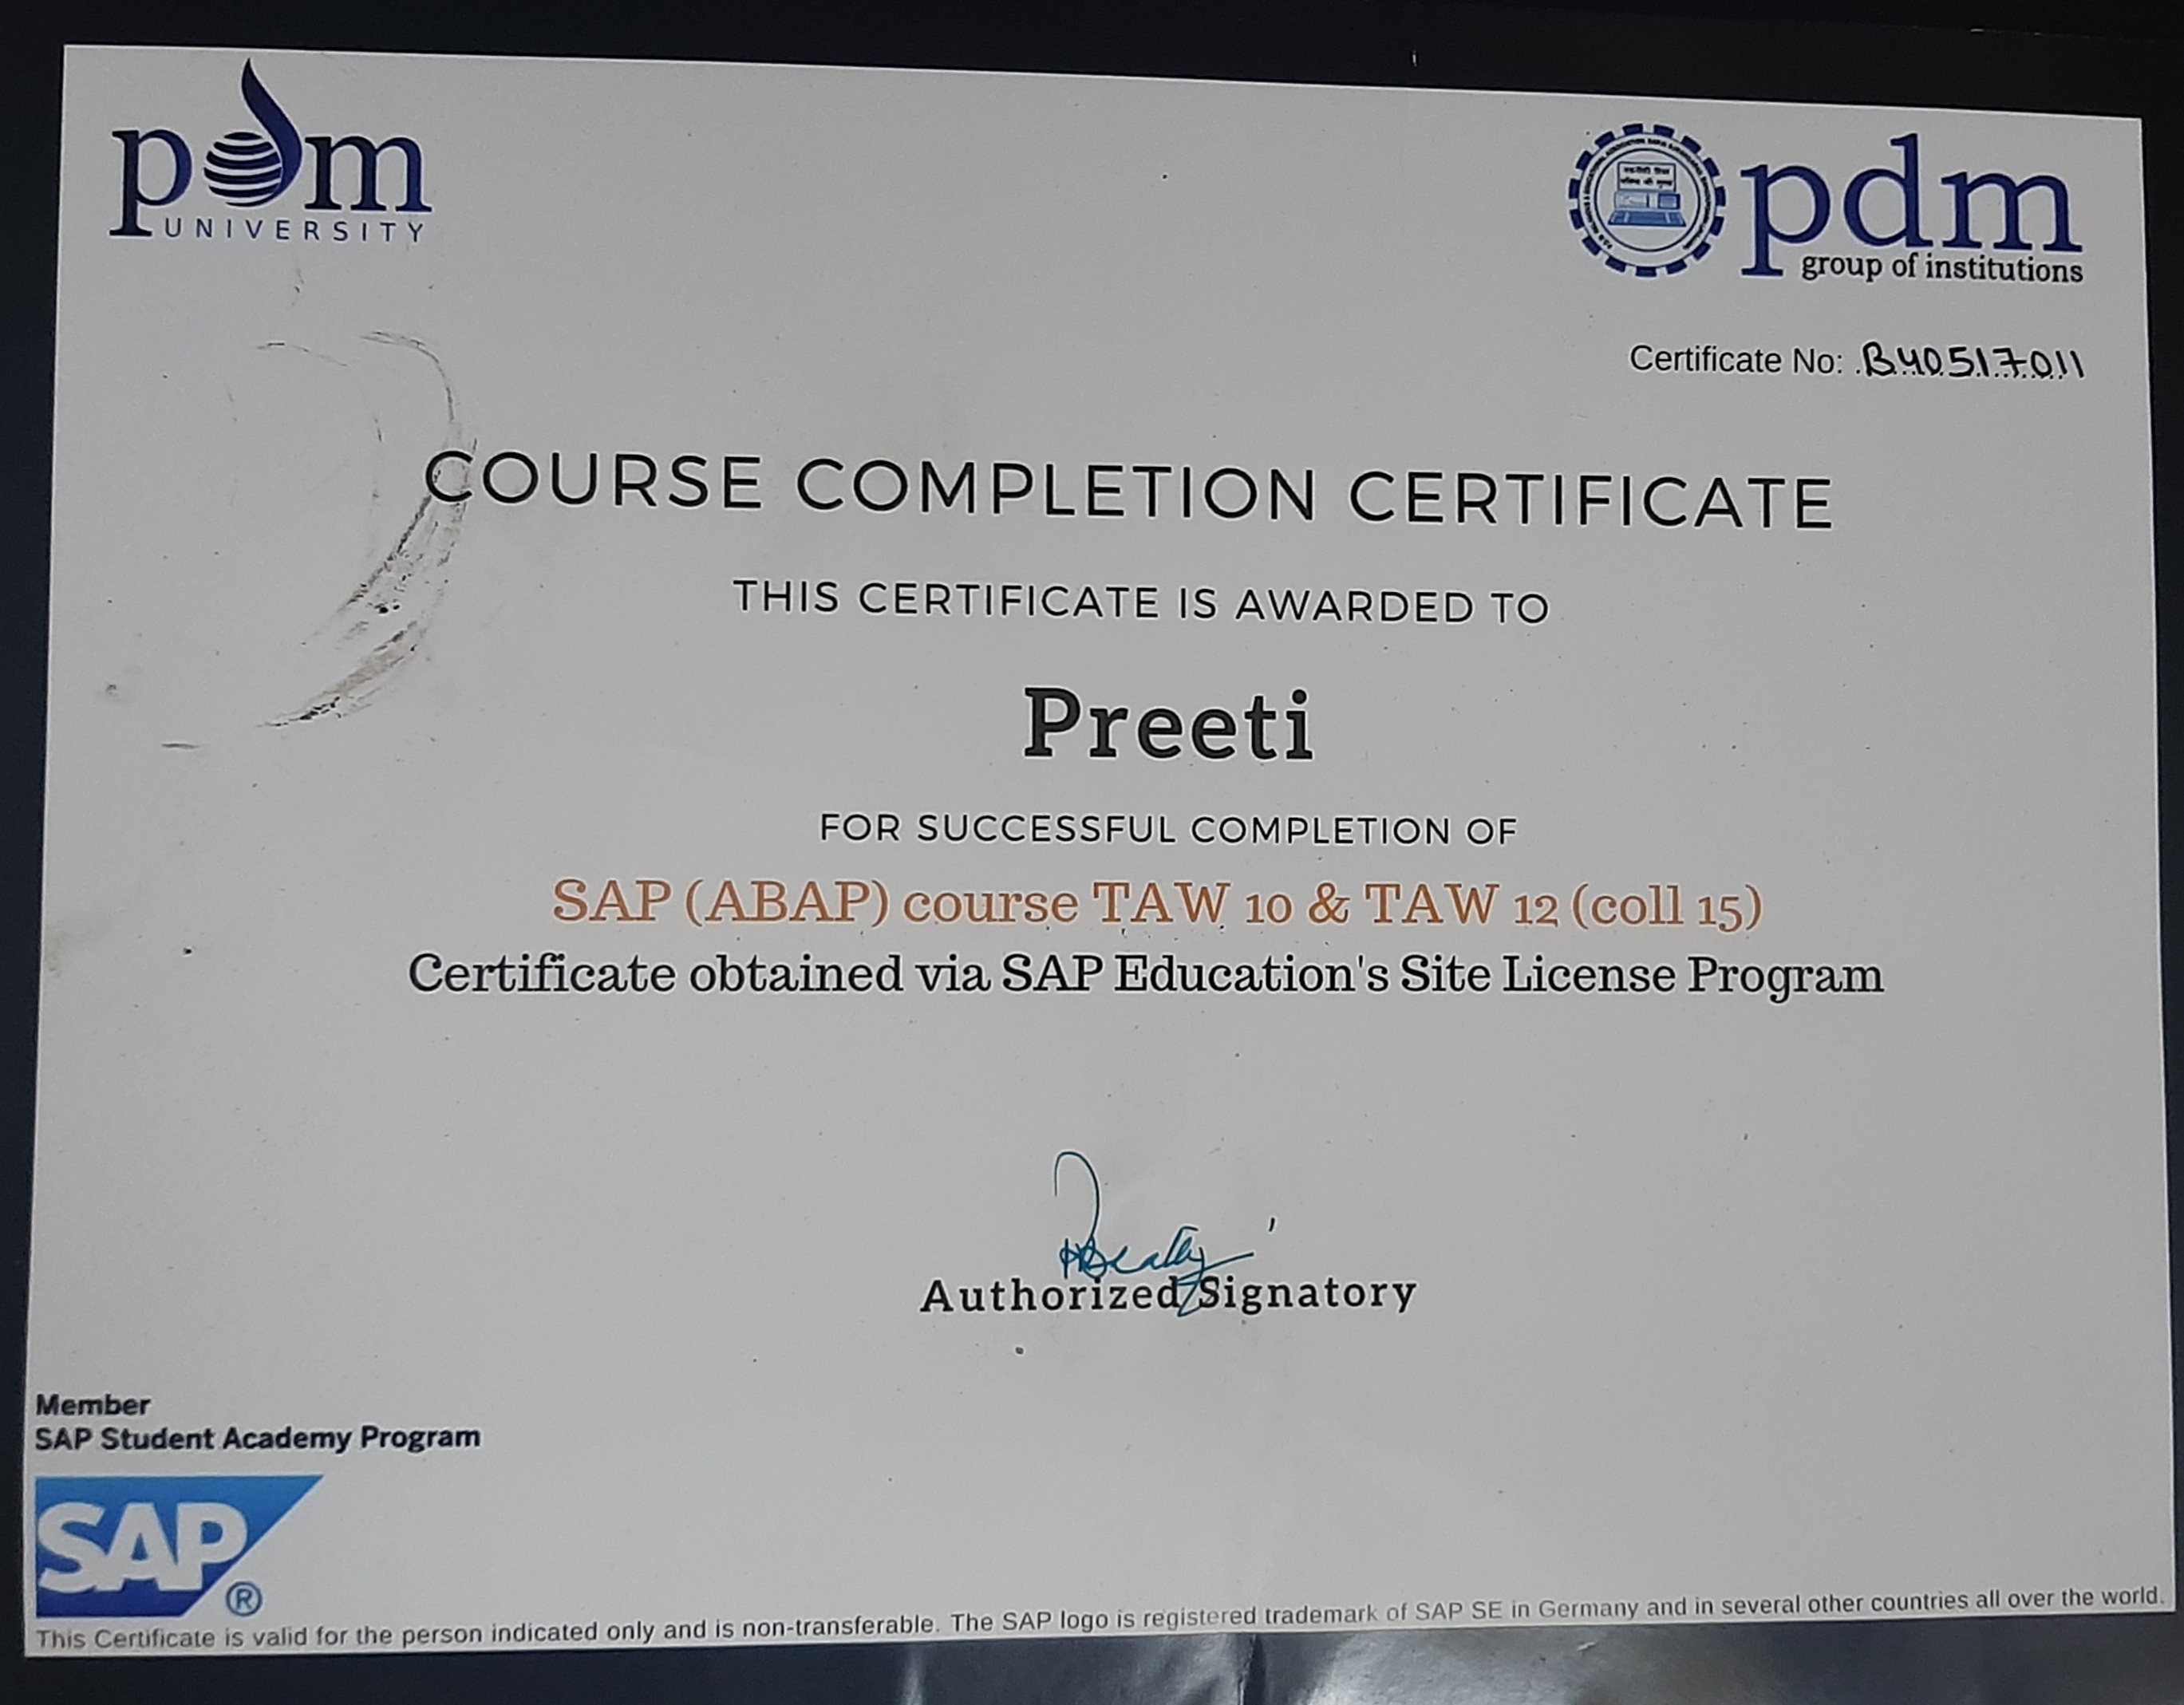 pdm
UNIVERSITY
pdm
group of institutions
Certificate No: B40517011
COURSE COMPLETION CERTIFICATE
THIS CERTIFICATE IS AWARDED TO
Preeti
FOR SUCCESSFUL COMPLETION OF
SAP (ABAP) course TAW 10 & TAW 12 (coll 15)
Certificate obtained via SAP Education's Site License Program
Authorized Signatory
Member
SAP Student Academy Program
SAP®
This Certificate is valid for the person indicated only and is non-transferable. The SAP logo is registered trademark of SAP SE in Germany and in several other countries all over the world.